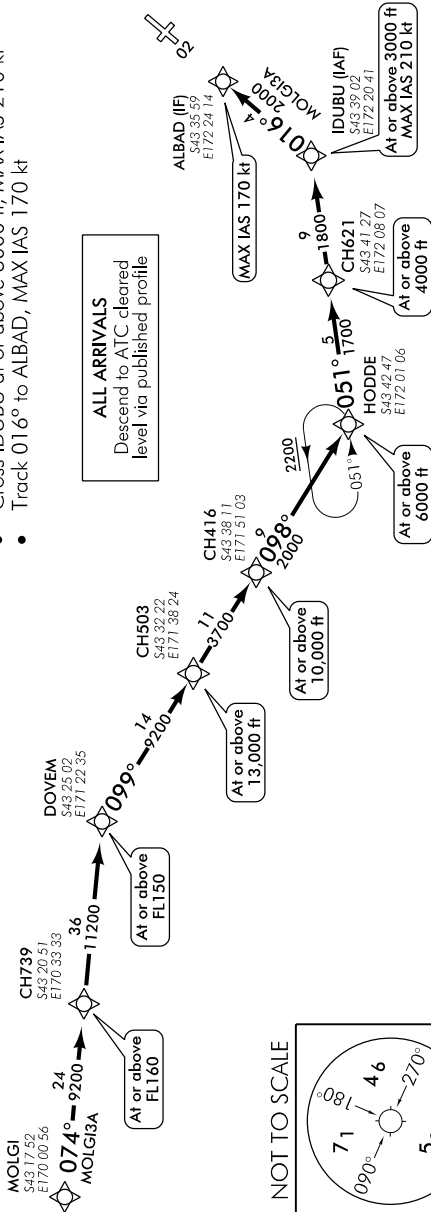 • Cross IDUBU at or above 3000 ft, MAX IAS 210 kt
• Track 016° to ALBAD, MAX IAS 170 kt
ALL ARRIVALS
Descend to ATC cleared
level via published profile
MOLGI
S43 17 52
E170 00 56
074°
24
9200
MOLGI3A
CH739
S43 20 51
E170 33 33
At or above
FL160
36
11200
DOVEM
S43 25 02
E171 22 35
At or above
FL150
099°
14
9200
CH503
S43 32 22
E171 38 24
At or above
13,000 ft
11
3700
CH416
S43 38 11
E171 51 03
At or above
10,000 ft
9
098°
2000
2200
051°
HODDE
S43 42 47
E172 01 06
At or above
6000 ft
051°
5
1700
CH621
S43 41 27
E172 08 07
At or above
4000 ft
9
1800
IDUBU (IAF)
S43 39 02
E172 20 41
At or above 3000 ft
MAX IAS 210 kt
016°
4
2000
MOLGI3A
ALBAD (IF)
S43 35 59
E172 24 14
MAX IAS 170 kt
02
NOT TO SCALE
180°
71
46
090°
270°